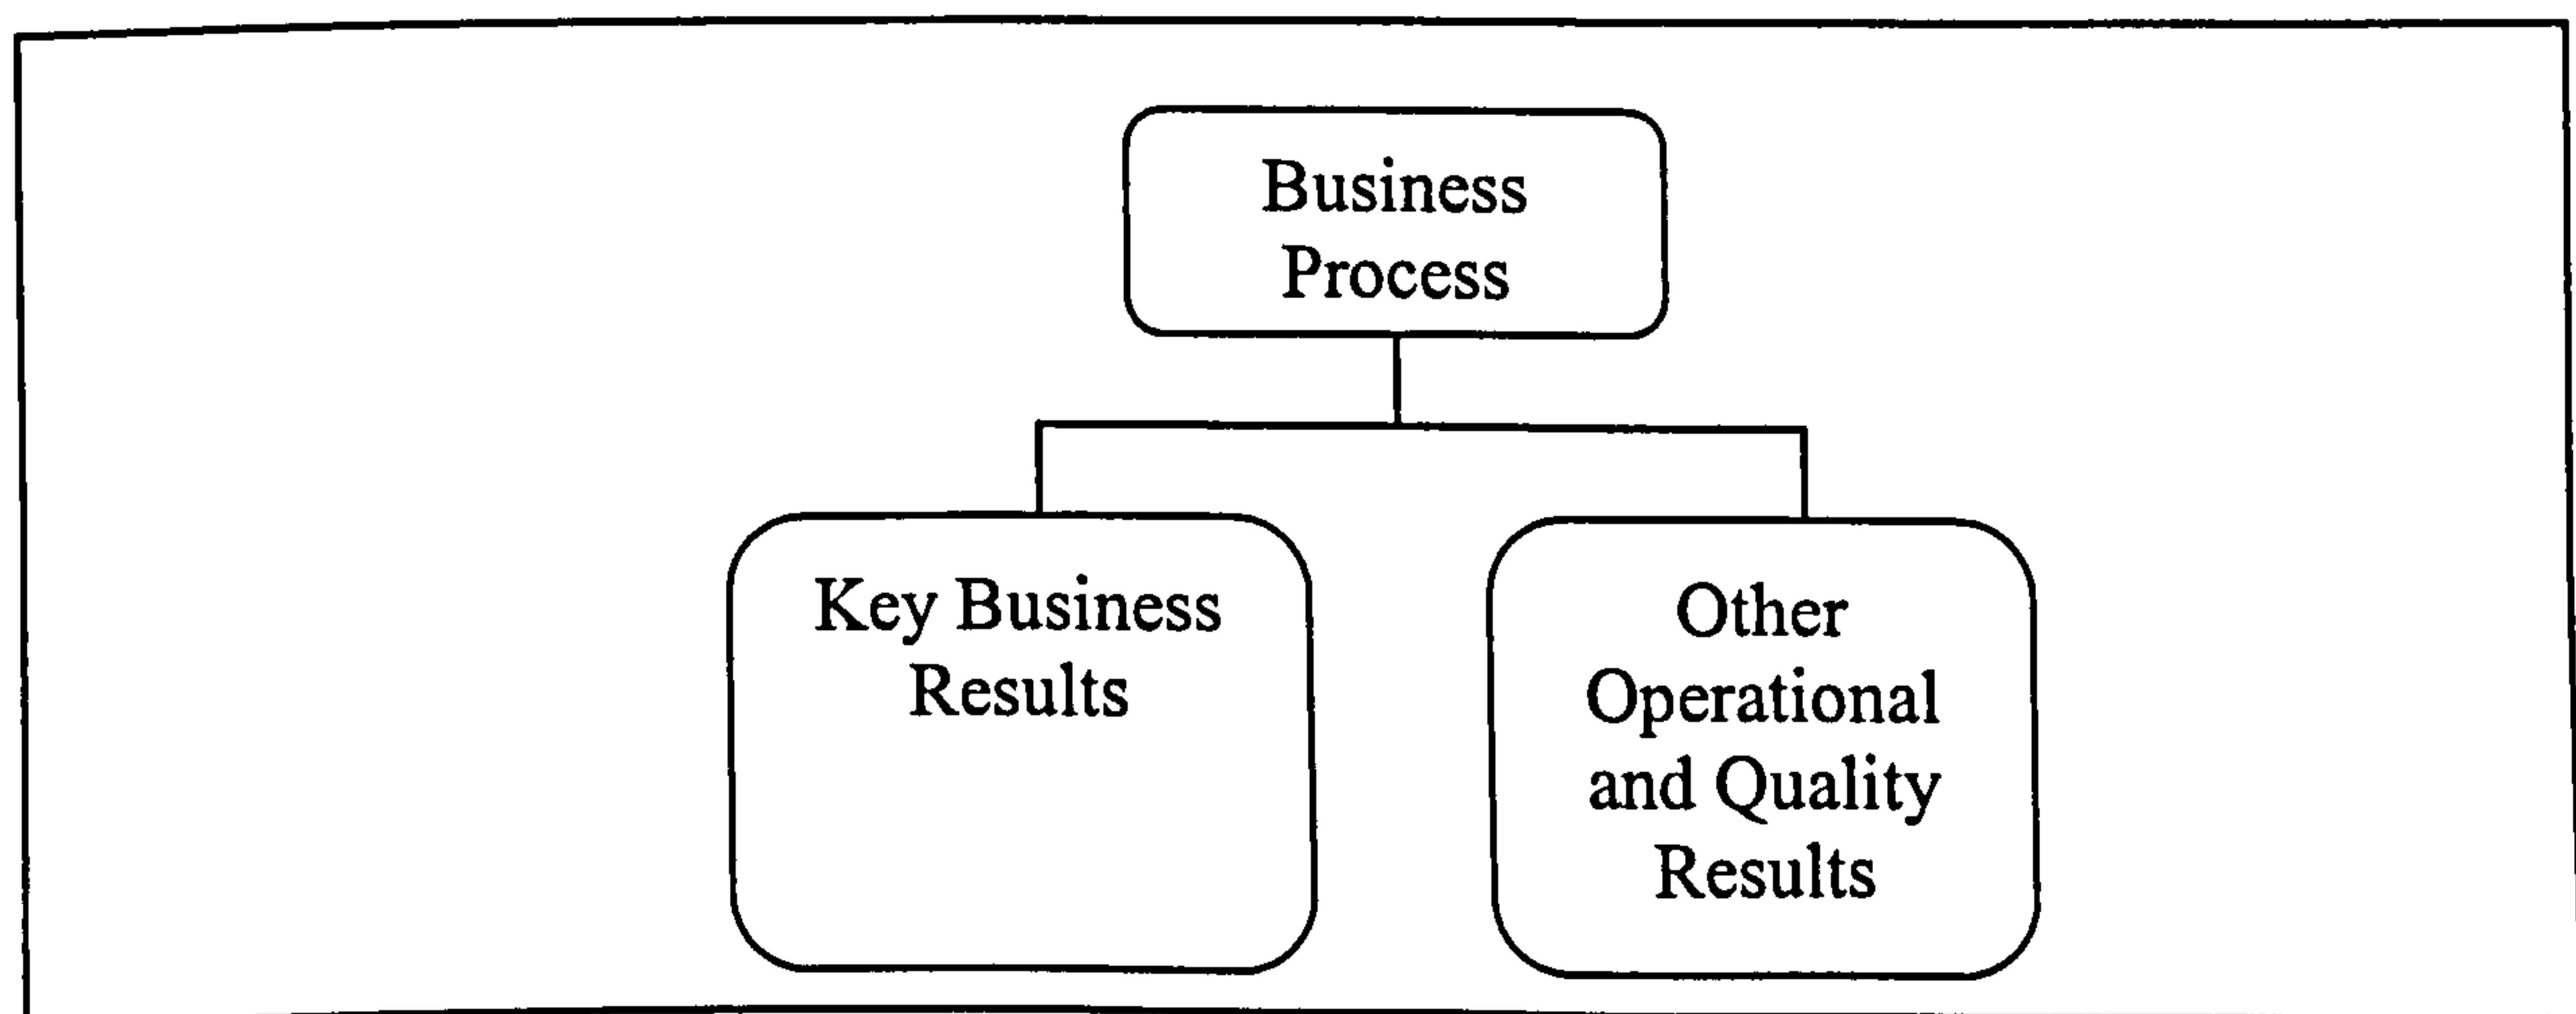 Business
Process
Key Business
Results
Other
Operational
and Quality
Results